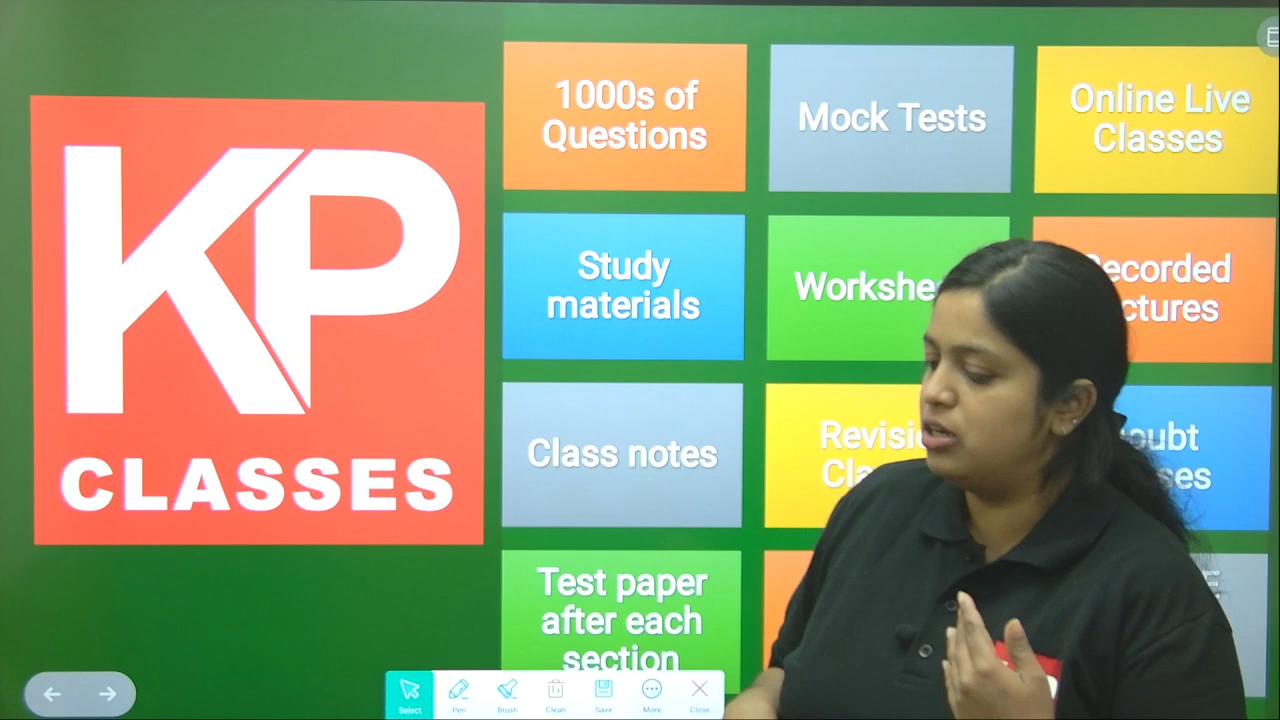 KP
CLASSES
1000s of
Questions
Mock Tests
Online Live
Classes
Study
materials
Class notes
Test paper
after each
section
Select
Pen
Brush
Clean
Save
More
Close